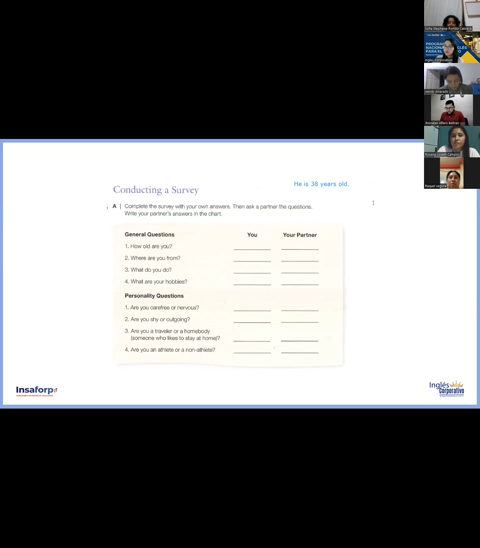 He is 38 years old.
Conducting a Survey
A | Complete the survey with your own answers. Then ask a partner the questions.
Write your partner's answers in the chart.
General Questions You Your Partner
1. How old are you?
2. Where are you from?
3. What do you do?
4. What are your hobbies?
Personality Questions
1. Are you carefree or nervous?
2. Are you shy or outgoing?
3. Are you a traveler or a homebody
(someone who likes to stay at home)?
4. Are you an athlete or a non-athlete?
Insaforp
Inglés
Corporativo